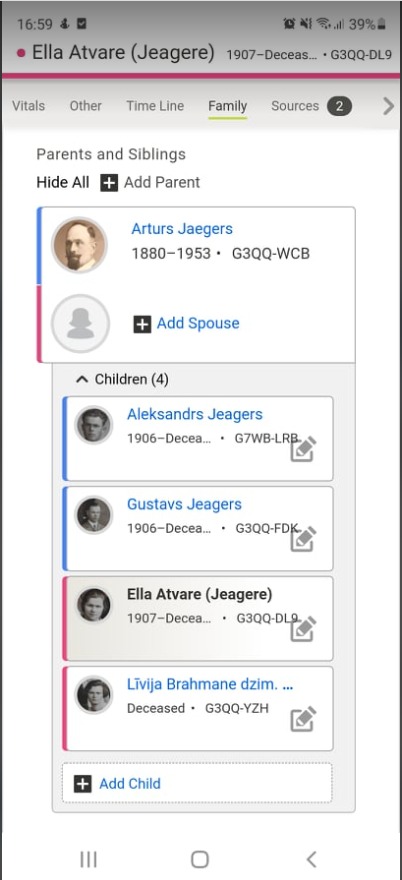 16:59 39%
Ella Atvare (Jeagere) 1907–Deceas... • G3QQ-DL9
Vitals Other Time Line Family Sources 2
Parents and Siblings
Hide All Add Parent
Arturs Jaegers
1880–1953 • G3QQ-WCB
Add Spouse
Children (4)
Aleksandrs Jeagers
1906–Decea... • G7WB-LRB
Gustavs Jeagers
1906–Decea... • G3QQ-FDK
Ella Atvare (Jeagere)
1907–Decea... • G3QQ-DL9
Līvija Brahmane dzim. ...
Deceased • G3QQ-YZH
Add Child